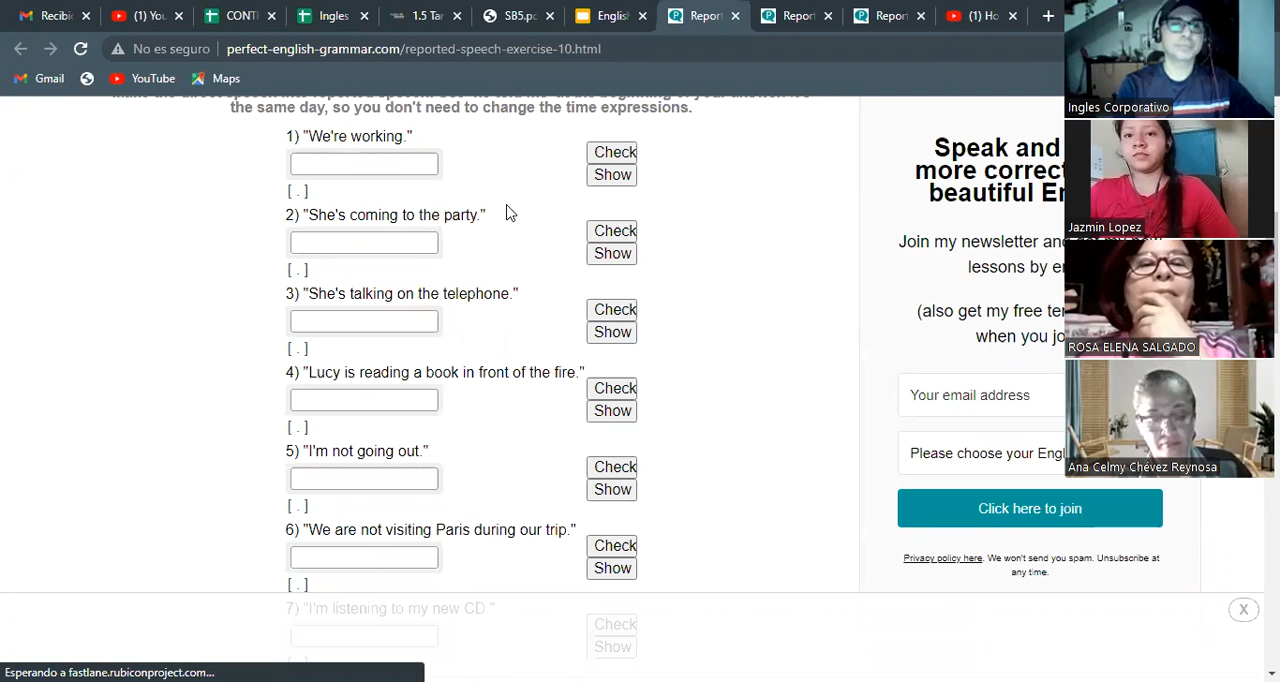 Recibic
(1) You
CONTI
Ingles
1.5 Tar
SB5.pc
Englis
Report
Report
Report
(1) Ho
No es seguro
perfect-english-grammar.com/reported-speech-exercise-10.html
Gmail
YouTube
Maps
the same day, so you don't need to change the time expressions.
1) "We're working."
Check
Show
[ . ]
2) "She's coming to the party."
Check
Show
[ . ]
3) "She's talking on the telephone."
Check
Show
[ . ]
4) "Lucy is reading a book in front of the fire."
Check
Show
[ . ]
5) "I'm not going out."
Check
Show
[ . ]
6) "We are not visiting Paris during our trip."
Check
Show
[ . ]
7) "I'm listening to my new CD."
Check
Show
Speak and
more correct
beautiful En
Join my newsletter and
lessons by em
(also get my free ten
when you jo
Your email address
Please choose your Engl
Click here to join
Privacy policy here. We won't send you spam. Unsubscribe at
any time.
X
Ingles Corporativo
Jazmin Lopez
ROSA ELENA SALGADO
Ana Celmy Chévez Reynosa
Esperando a fastlane.rubiconproject.com...